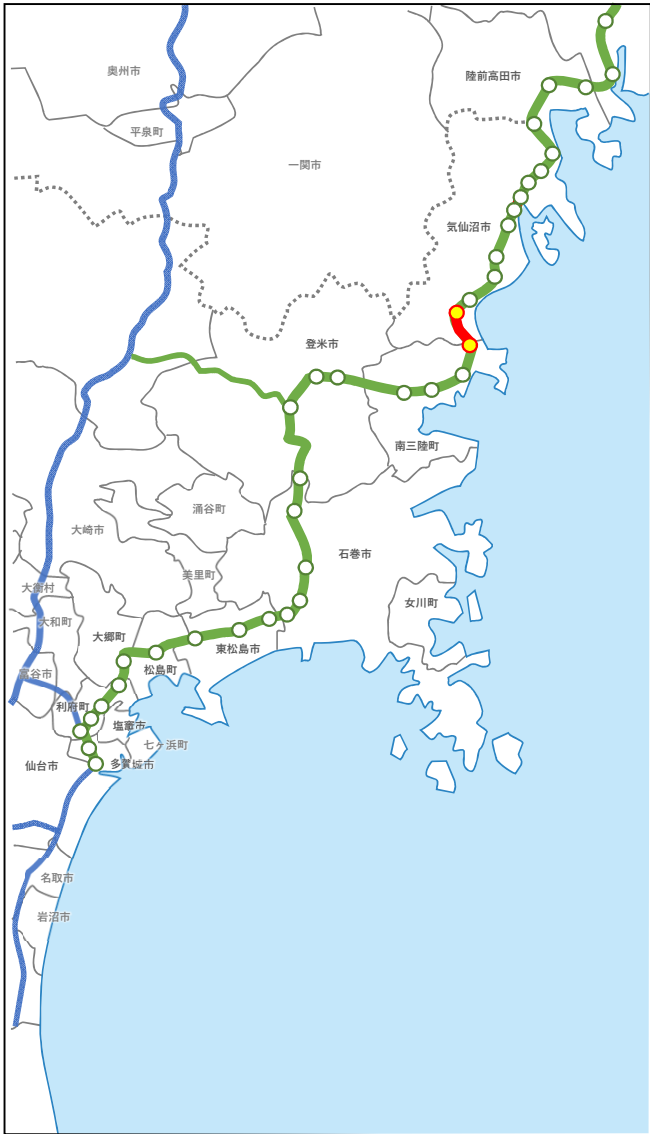 奥州市
陸前高田市
平泉町
一関市
気仙沼市
登米市
南三陸町
涌谷町
大崎市
石巻市
美里町
大衡村
女川町
大和町
大郷町
東松島市
松島町
富谷市
利府町
塩竈市
七ヶ浜町
多賀城市
仙台市
名取市
岩沼市